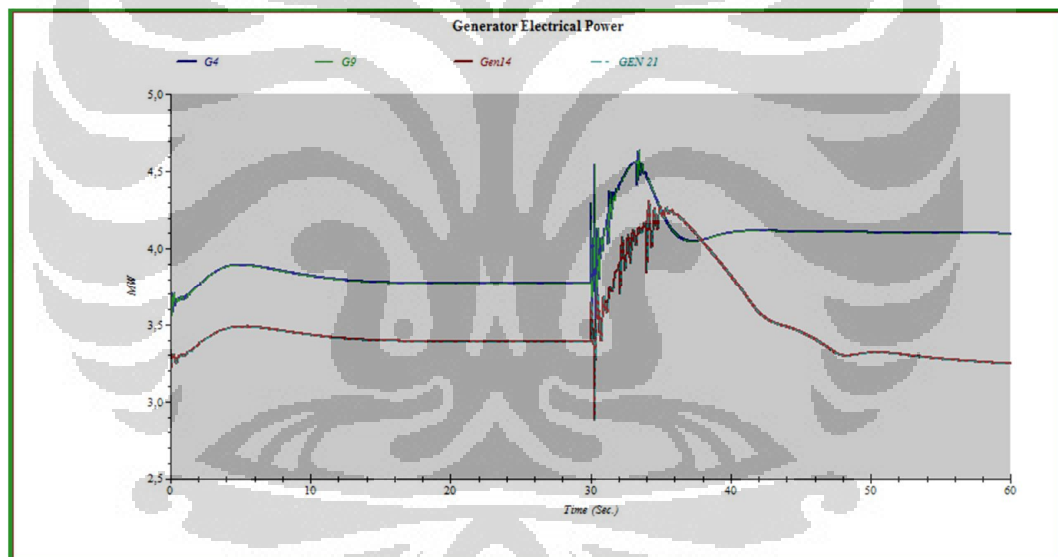 Generator Electrical Power
G4 G9 Gen14 GEN 21
5,0
4,5
4,0
MW
3,5
3,0
2,5
0 10 20 30 40 50 60
Time (Sec.)